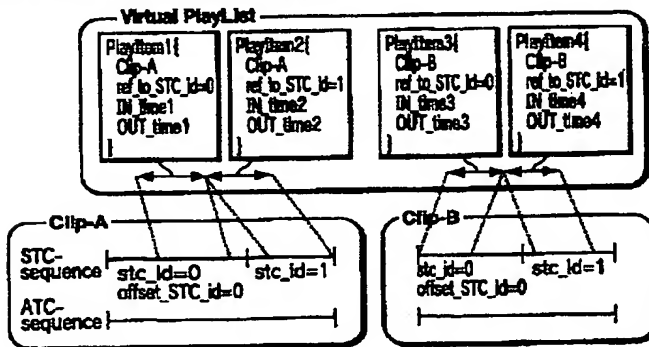 Virtual PlayList
PlayItem1{
Clip-A
ref_to_STC_id=0
IN_time1
OUT_time1
}
PlayItem2{
Clip-A
ref_to_STC_id=1
IN_time2
OUT_time2
}
PlayItem3{
Clip-B
ref_to_STC_id=0
IN_time3
OUT_time3
}
PlayItem4{
Clip-B
ref_to_STC_id=1
IN_time4
OUT_time4
}
Clip-A
STC-
sequence
stc_id=0
stc_id=1
offset_STC_id=0
ATC-
sequence
Clip-B
stc_id=0
stc_id=1
offset_STC_id=0